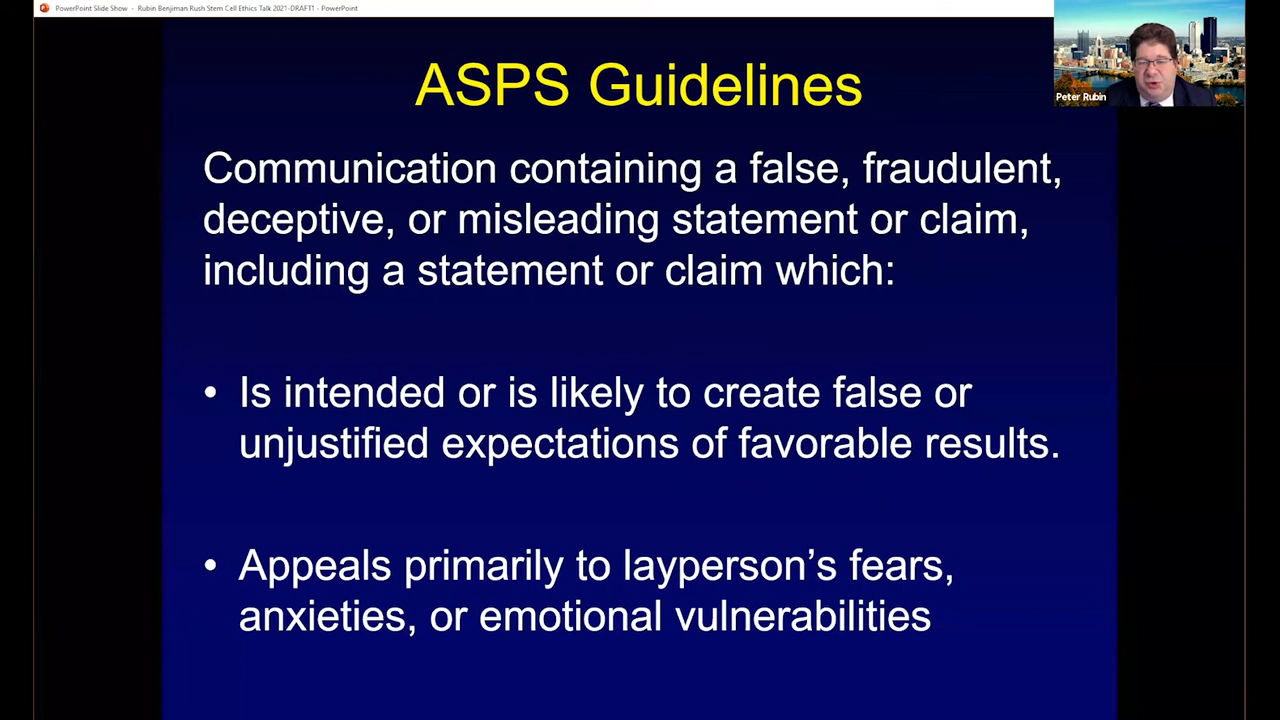 PowerPoint Slide Show - Rubin Benjiman Rush Stem Cell Ethics Talk 2021-DRAFT1 - PowerPoint
Peter Rubin
ASPS Guidelines
Communication containing a false, fraudulent,
deceptive, or misleading statement or claim,
including a statement or claim which:
• Is intended or is likely to create false or
unjustified expectations of favorable results.
• Appeals primarily to layperson’s fears,
anxieties, or emotional vulnerabilities